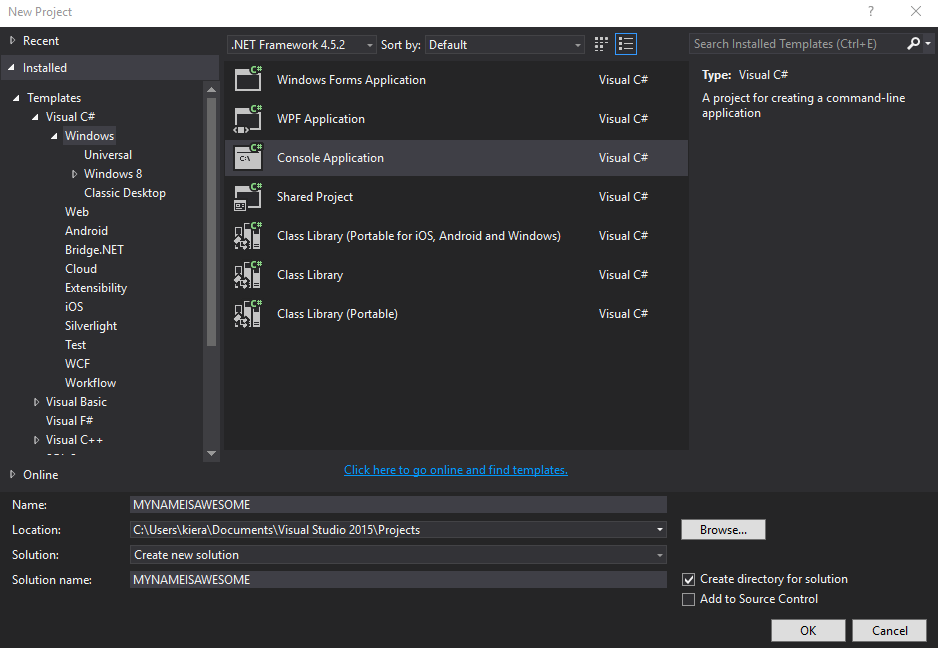 New Project
?
Recent
Installed
Templates
Visual C#
Windows
Universal
Windows 8
Classic Desktop
Web
Android
Bridge.NET
Cloud
Extensibility
iOS
Silverlight
Test
WCF
Workflow
Visual Basic
Visual F#
Visual C++
Online
.NET Framework 4.5.2 Sort by: Default
C# Windows Forms Application Visual C#
C# WPF Application Visual C#
C# C:\ Console Application Visual C#
C# Shared Project Visual C#
C# Class Library (Portable for iOS, Android and Windows) Visual C#
C# Class Library Visual C#
C# Class Library (Portable) Visual C#
Click here to go online and find templates.
Search Installed Templates (Ctrl+E)
Type: Visual C#
A project for creating a command-line
application
Name: MYNAMEISAWESOME
Location: C:\Users\kiera\Documents\Visual Studio 2015\Projects Browse...
Solution: Create new solution
Solution name: MYNAMEISAWESOME
Create directory for solution
Add to Source Control
OK Cancel